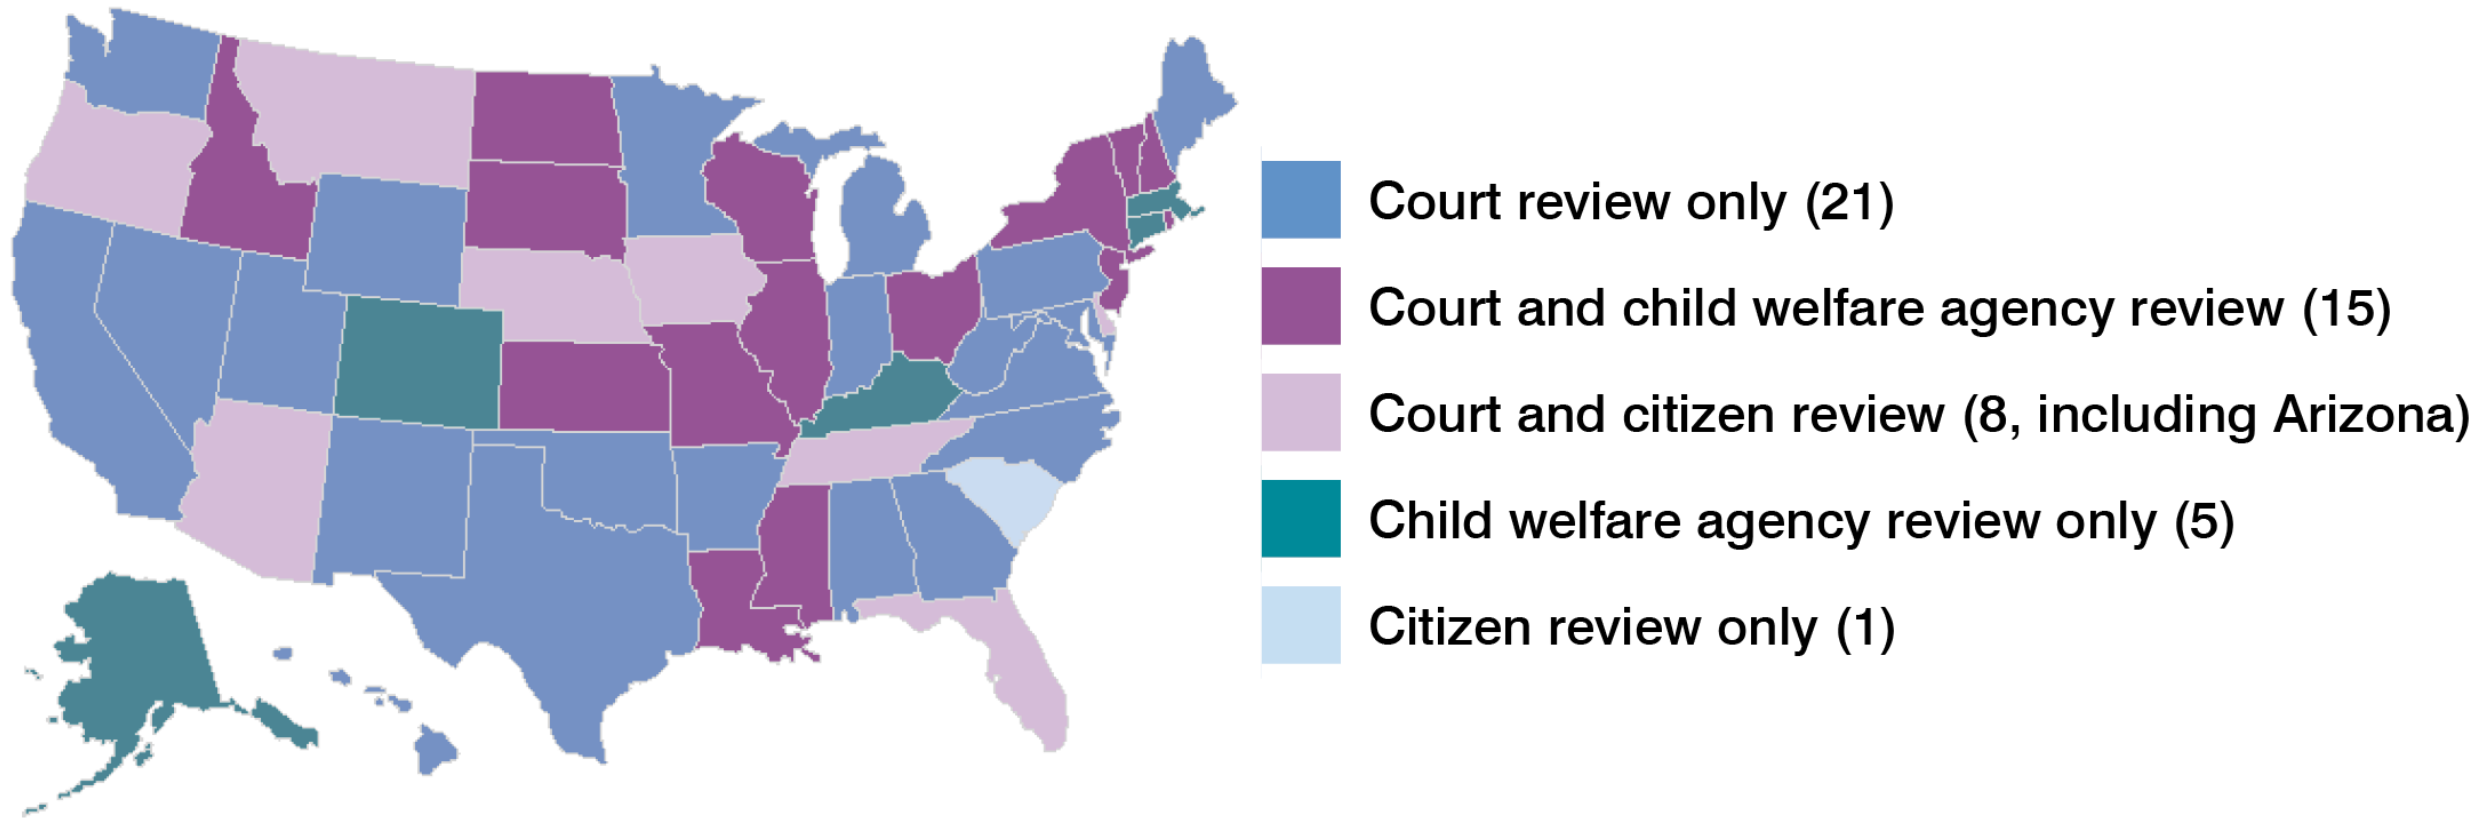 Court review only (21)
Court and child welfare agency review (15)
Court and citizen review (8, including Arizona)
Child welfare agency review only (5)
Citizen review only (1)